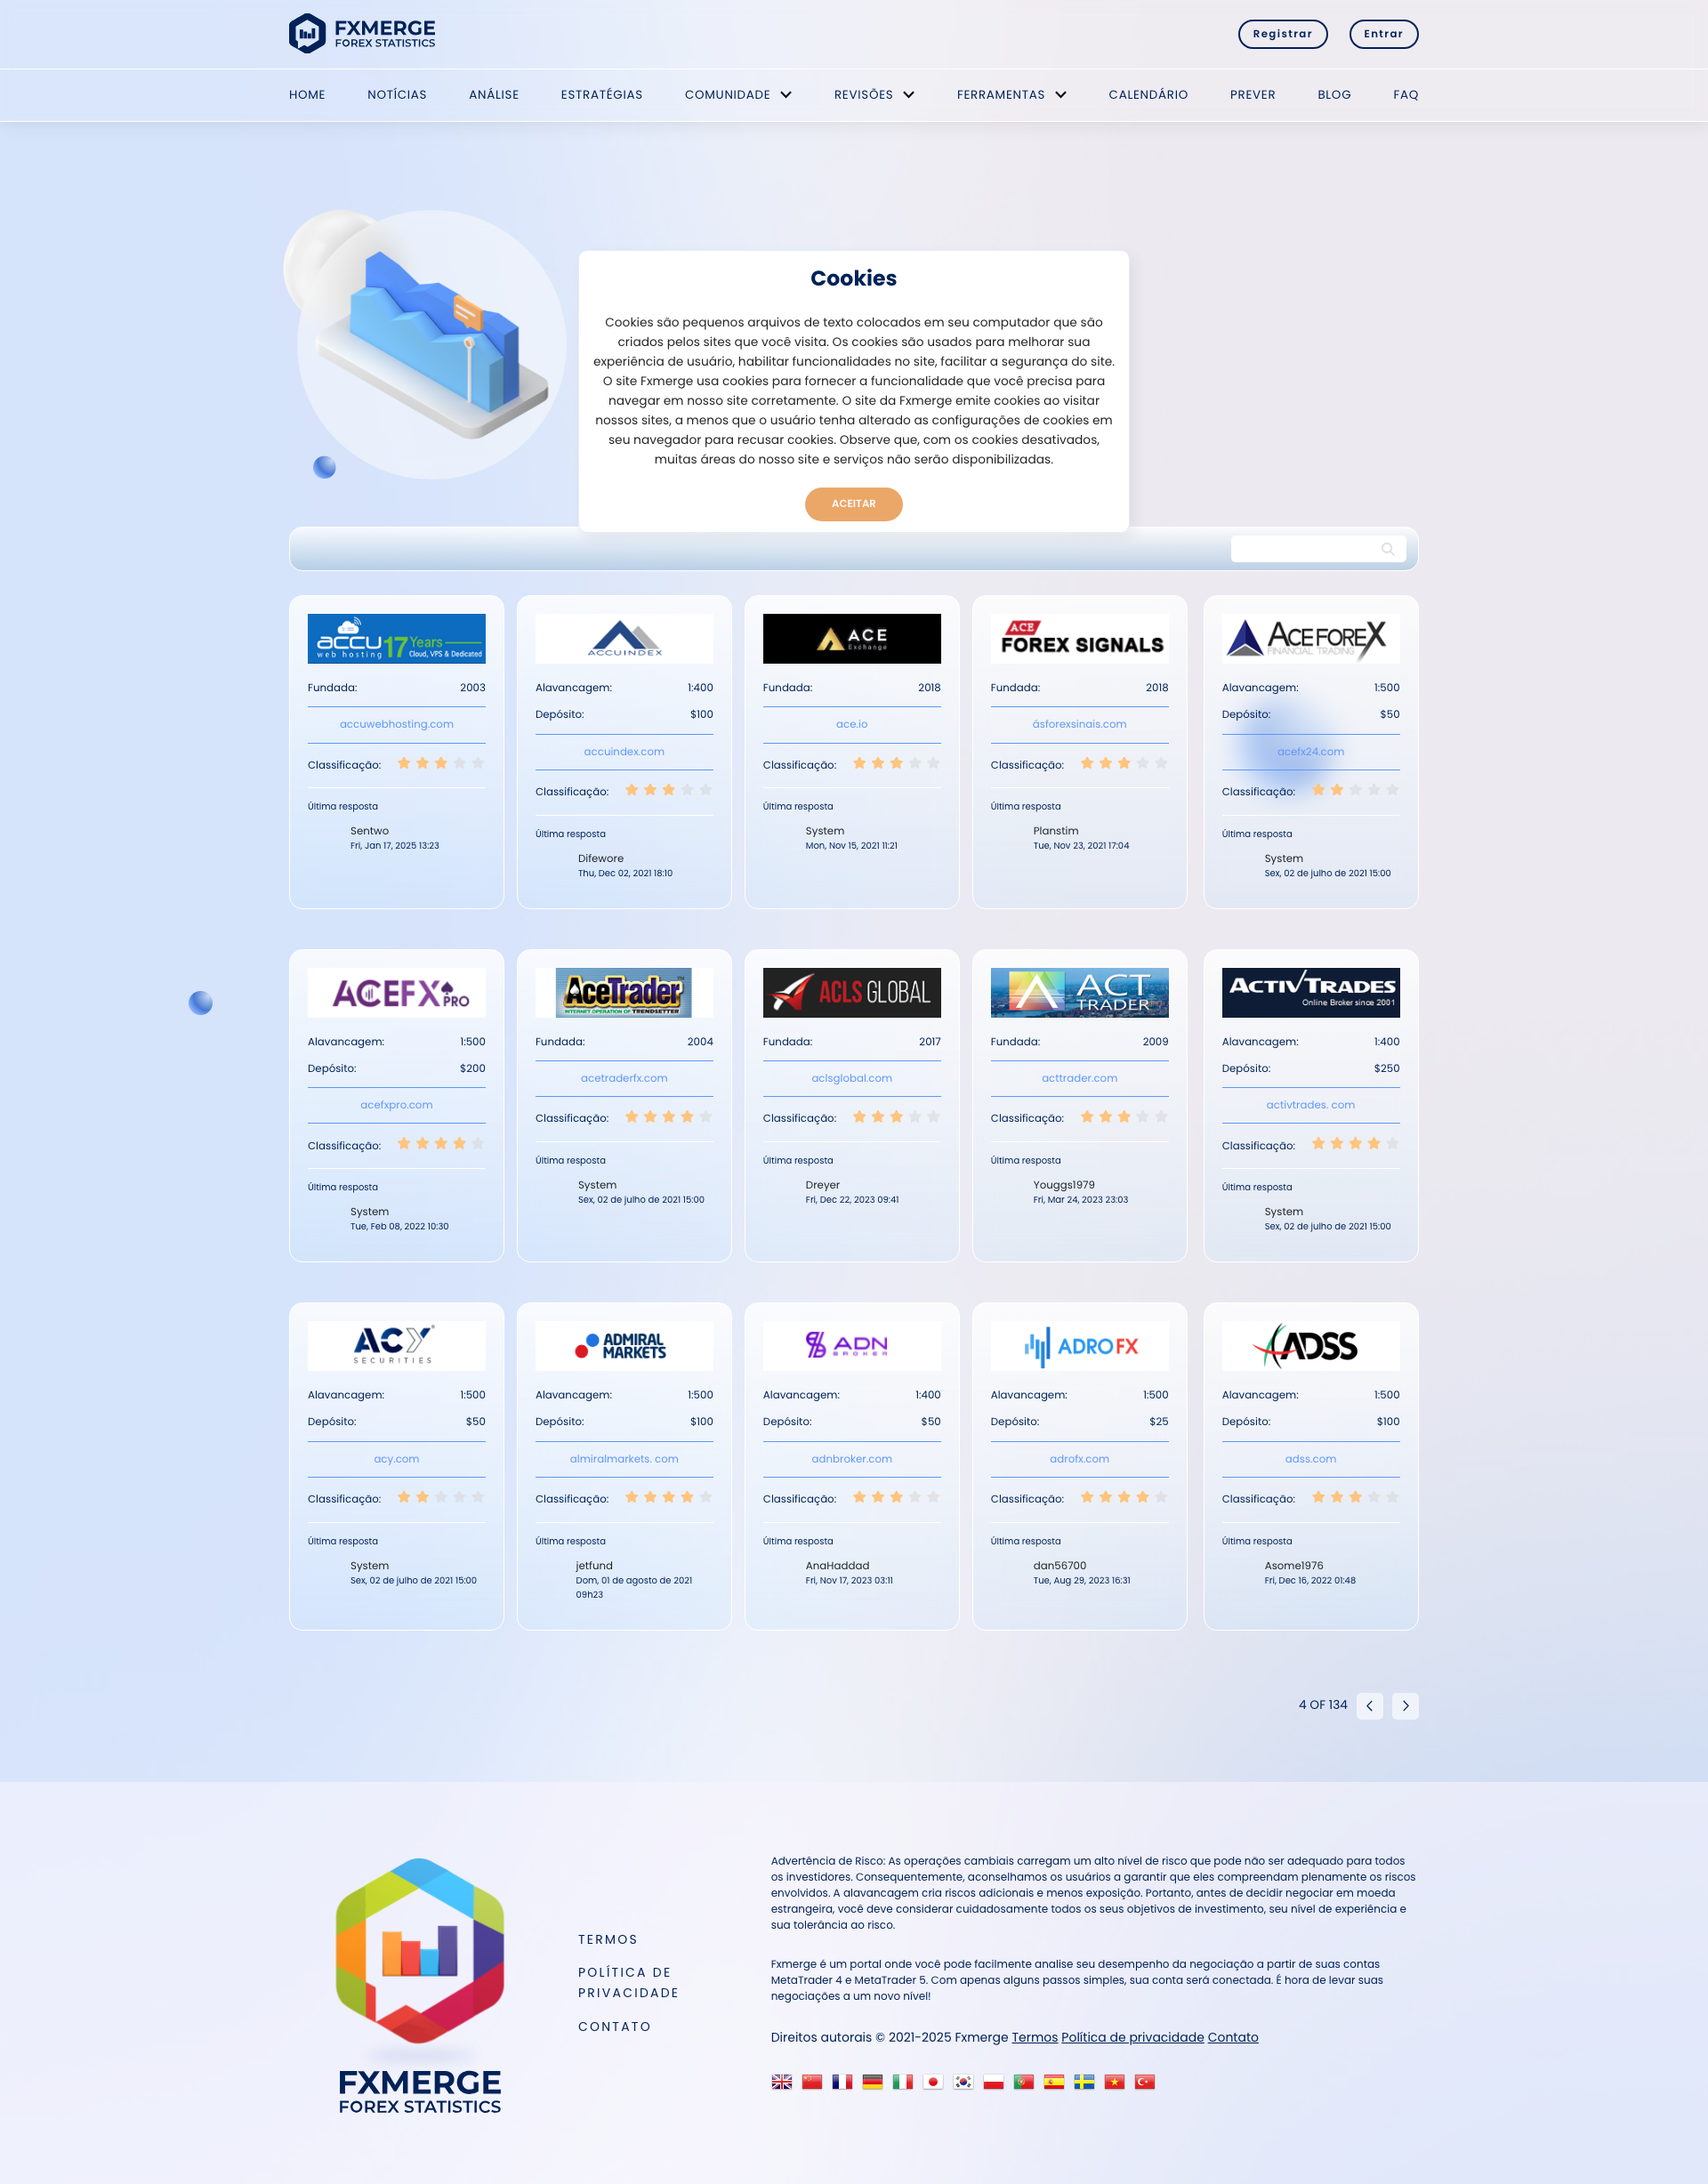 FXMERGE
FOREX STATISTICS
Registrar
Entrar
HOME
NOTÍCIAS
ANÁLISE
ESTRATÉGIAS
COMUNIDADE
REVISÕES
FERRAMENTAS
CALENDÁRIO
PREVER
BLOG
FAQ
Cookies
Cookies são pequenos arquivos de texto colocados em seu computador que são
criados pelos sites que você visita. Os cookies são usados para melhorar sua
experiência de usuário, habilitar funcionalidades no site, facilitar a segurança do site.
O site Fxmerge usa cookies para fornecer a funcionalidade que você precisa para
navegar em nosso site corretamente. O site da Fxmerge emite cookies ao visitar
nossos sites, a menos que o usuário tenha alterado as configurações de cookies em
seu navegador para recusar cookies. Observe que, com os cookies desativados,
muitas áreas do nosso site e serviços não serão disponibilizadas.
ACEITAR
accu 17 Years
web hosting Cloud, VPS & Dedicated
Fundada: 2003
accuwebhosting.com
Classificação:
Última resposta
Sentwo
Fri, Jan 17, 2025 13:23
ACCUINDEX
Alavancagem: 1:400
Depósito: $100
accuindex.com
Classificação:
Última resposta
Difewore
Thu, Dec 02, 2021 18:10
ACE
Exchange
Fundada: 2018
ace.io
Classificação:
Última resposta
System
Mon, Nov 15, 2021 11:21
ACE
FOREX SIGNALS
Fundada: 2018
ásforexsinais.com
Classificação:
Última resposta
Planstim
Tue, Nov 23, 2021 17:04
ACEFOREX
FINANCIAL TRADING
Alavancagem: 1:500
Depósito: $50
acefx24.com
Classificação:
Última resposta
System
Sex, 02 de julho de 2021 15:00
ACEFX PRO
Alavancagem: 1:500
Depósito: $200
acefxpro.com
Classificação:
Última resposta
System
Tue, Feb 08, 2022 10:30
AceTrader
INTERNET OPERATION OF TRENDSETTER
Fundada: 2004
acetraderfx.com
Classificação:
Última resposta
System
Sex, 02 de julho de 2021 15:00
ACLS GLOBAL
Fundada: 2017
aclsglobal.com
Classificação:
Última resposta
Dreyer
Fri, Dec 22, 2023 09:41
ACT
TRADER
Fundada: 2009
acttrader.com
Classificação:
Última resposta
Youggs1979
Fri, Mar 24, 2023 23:03
ACTIVTRADES
Online Broker since 2001
Alavancagem: 1:400
Depósito: $250
activtrades. com
Classificação:
Última resposta
System
Sex, 02 de julho de 2021 15:00
ACY
SECURITIES
Alavancagem: 1:500
Depósito: $50
acy.com
Classificação:
Última resposta
System
Sex, 02 de julho de 2021 15:00
ADMIRAL
MARKETS
Alavancagem: 1:500
Depósito: $100
almiralmarkets. com
Classificação:
Última resposta
jetfund
Dom, 01 de agosto de 2021
09h23
ADN
BROKER
Alavancagem: 1:400
Depósito: $50
adnbroker.com
Classificação:
Última resposta
AnaHaddad
Fri, Nov 17, 2023 03:11
ADROFX
Alavancagem: 1:500
Depósito: $25
adrofx.com
Classificação:
Última resposta
dan56700
Tue, Aug 29, 2023 16:31
ADSS
Alavancagem: 1:500
Depósito: $100
adss.com
Classificação:
Última resposta
Asome1976
Fri, Dec 16, 2022 01:48
4 OF 134
FXMERGE
FOREX STATISTICS
TERMOS
POLÍTICA DE
PRIVACIDADE
CONTATO
Advertência de Risco: As operações cambiais carregam um alto nível de risco que pode não ser adequado para todos
os investidores. Consequentemente, aconselhamos os usuários a garantir que eles compreendam plenamente os riscos
envolvidos. A alavancagem cria riscos adicionais e menos exposição. Portanto, antes de decidir negociar em moeda
estrangeira, você deve considerar cuidadosamente todos os seus objetivos de investimento, seu nível de experiência e
sua tolerância ao risco.
Fxmerge é um portal onde você pode facilmente analise seu desempenho da negociação a partir de suas contas
MetaTrader 4 e MetaTrader 5. Com apenas alguns passos simples, sua conta será conectada. É hora de levar suas
negociações a um novo nível!
Direitos autorais © 2021-2025 Fxmerge Termos Política de privacidade Contato